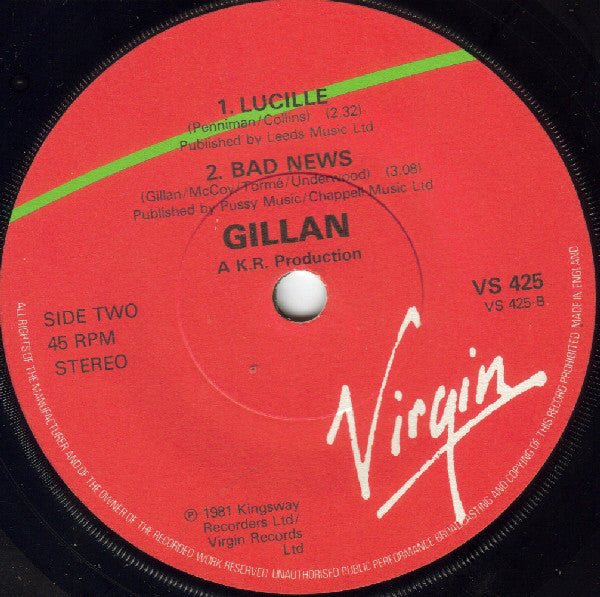 1. LUCILLE
(Penniman/Collins) (2.32)
Published by Leeds Music Ltd
2. BAD NEWS
(Gillan/McCoy/Tormé/Underwood) (3.08)
Published by Pussy Music/Chappell Music Ltd
GILLAN
A K.R. Production
SIDE TWO
45 RPM
STEREO
VS 425
VS 425-B
Virgin
℗ 1981 Kingsway
Recorders Ltd/
Virgin Records
Ltd
ALL RIGHTS OF THE MANUFACTURER AND OF THE OWNER OF THE RECORDED WORK RESERVED. UNAUTHORISED PUBLIC PERFORMANCE BROADCASTING AND COPYING OF THIS RECORD PROHIBITED. MADE IN ENGLAND